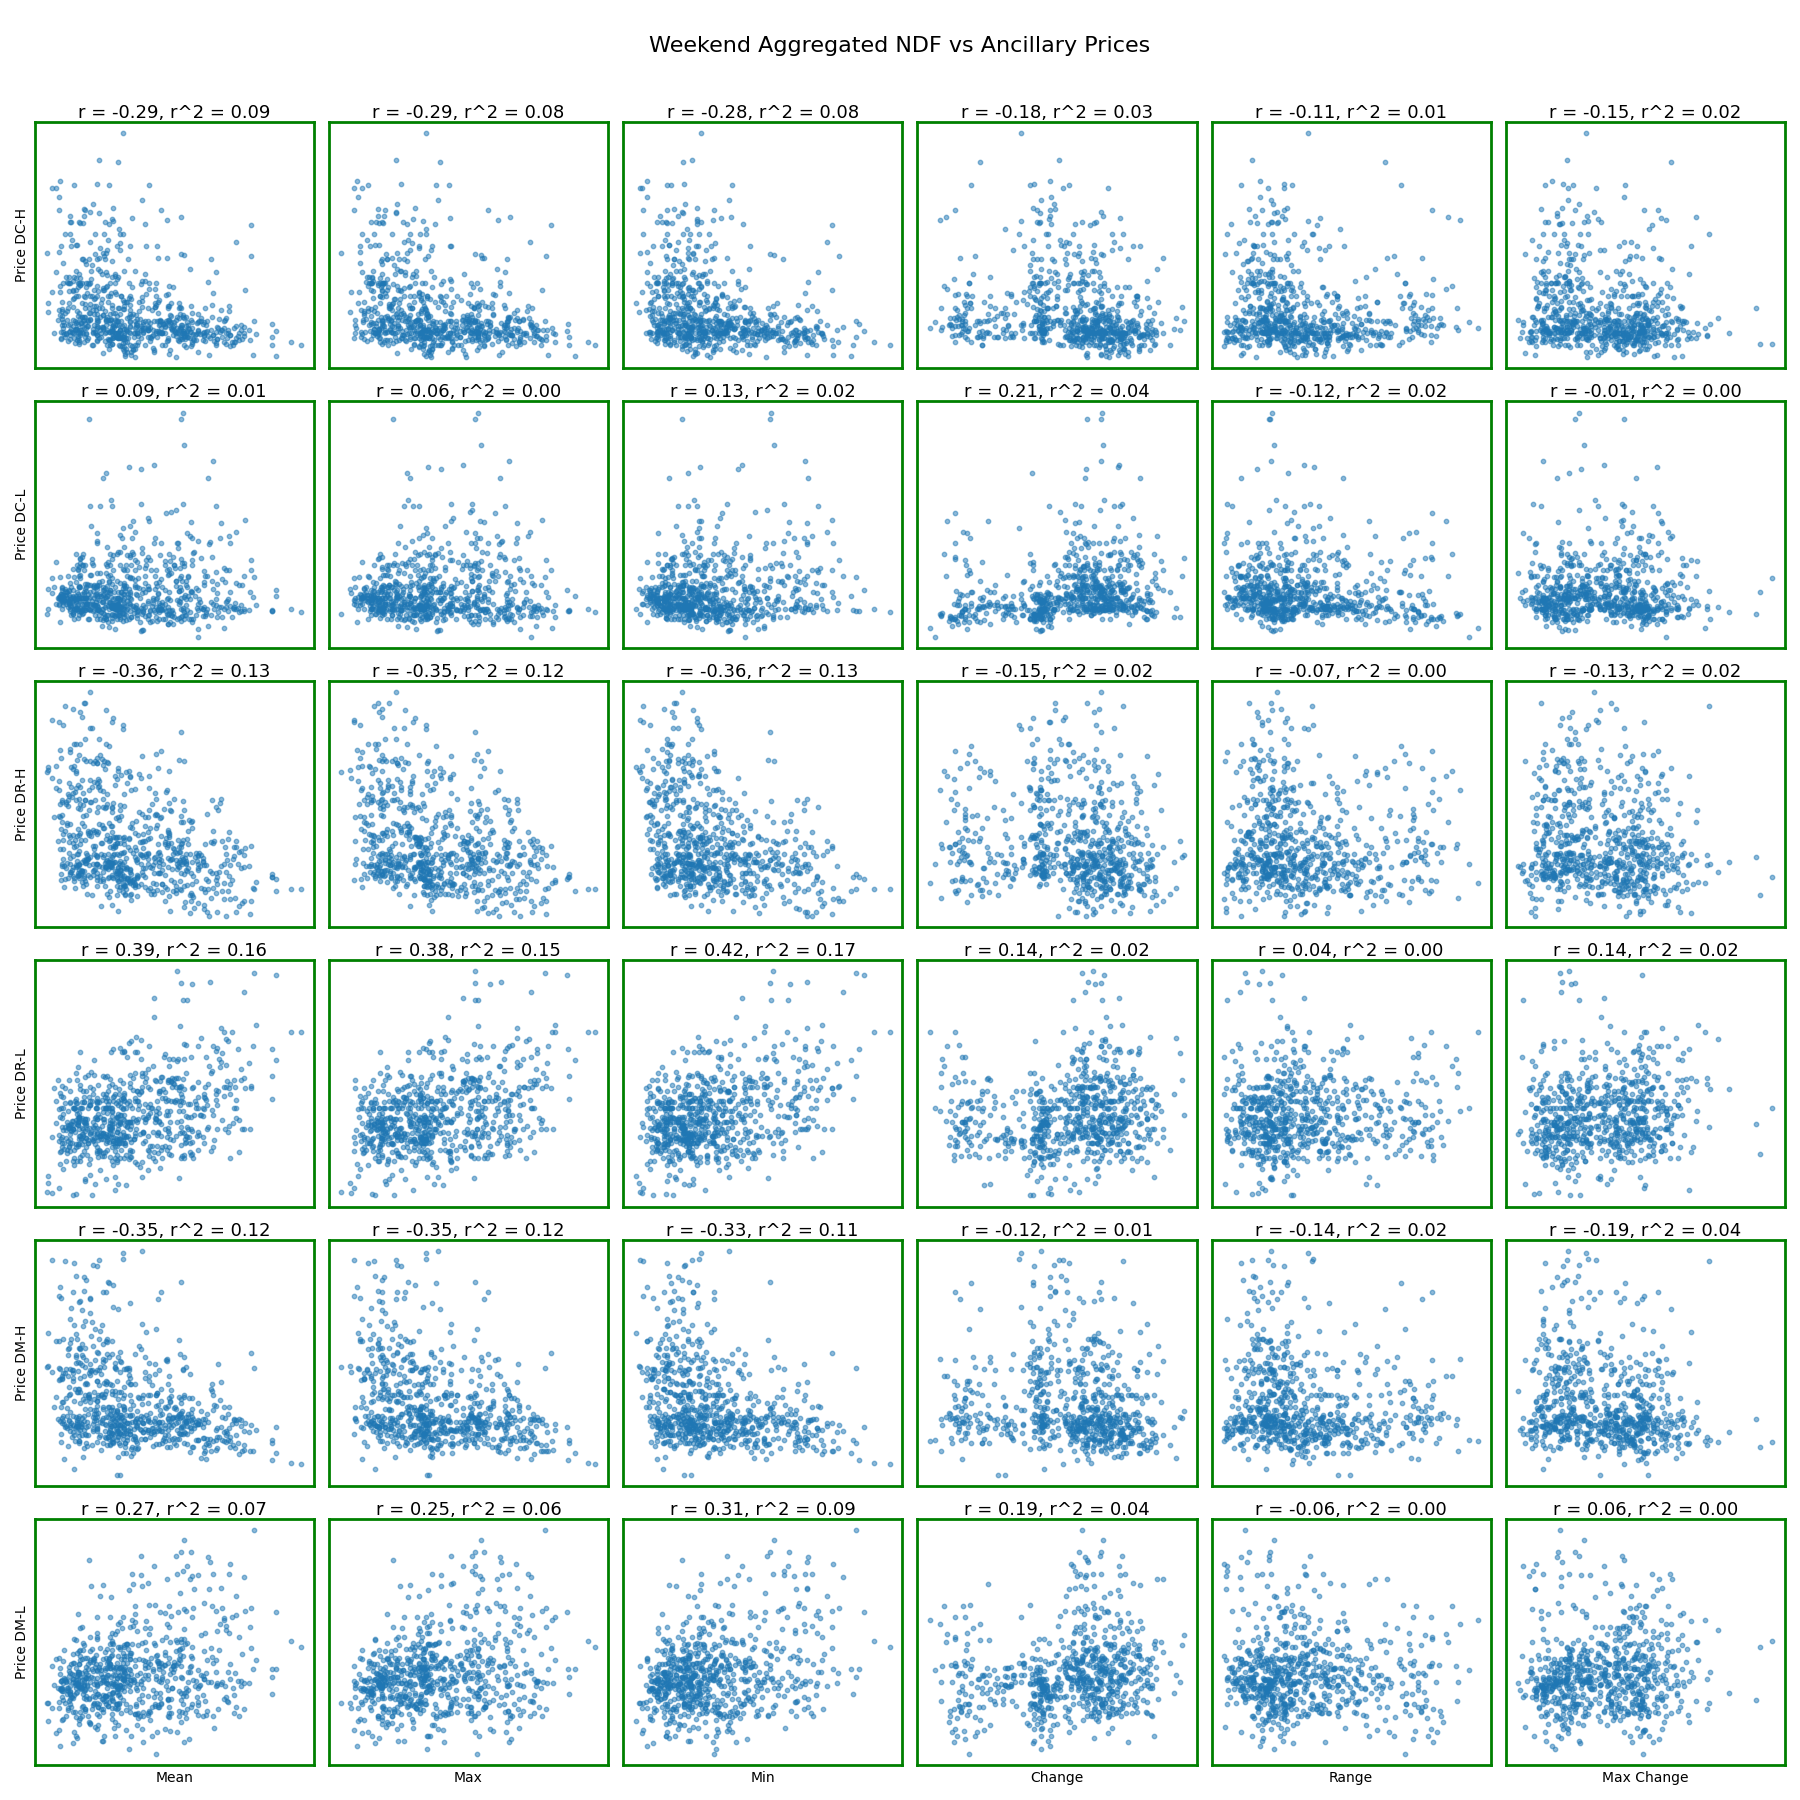 Weekend Aggregated NDF vs Ancillary Prices
r = -0.29, r^2 = 0.09
r = -0.29, r^2 = 0.08
r = -0.28, r^2 = 0.08
r = -0.18, r^2 = 0.03
r = -0.11, r^2 = 0.01
r = -0.15, r^2 = 0.02
Price DC-H
r = 0.09, r^2 = 0.01
r = 0.06, r^2 = 0.00
r = 0.13, r^2 = 0.02
r = 0.21, r^2 = 0.04
r = -0.12, r^2 = 0.02
r = -0.01, r^2 = 0.00
Price DC-L
r = -0.36, r^2 = 0.13
r = -0.35, r^2 = 0.12
r = -0.36, r^2 = 0.13
r = -0.15, r^2 = 0.02
r = -0.07, r^2 = 0.00
r = -0.13, r^2 = 0.02
Price DR-H
r = 0.39, r^2 = 0.16
r = 0.38, r^2 = 0.15
r = 0.42, r^2 = 0.17
r = 0.14, r^2 = 0.02
r = 0.04, r^2 = 0.00
r = 0.14, r^2 = 0.02
Price DR-L
r = -0.35, r^2 = 0.12
r = -0.35, r^2 = 0.12
r = -0.33, r^2 = 0.11
r = -0.12, r^2 = 0.01
r = -0.14, r^2 = 0.02
r = -0.19, r^2 = 0.04
Price DM-H
r = 0.27, r^2 = 0.07
r = 0.25, r^2 = 0.06
r = 0.31, r^2 = 0.09
r = 0.19, r^2 = 0.04
r = -0.06, r^2 = 0.00
r = 0.06, r^2 = 0.00
Price DM-L
Mean
Max
Min
Change
Range
Max Change